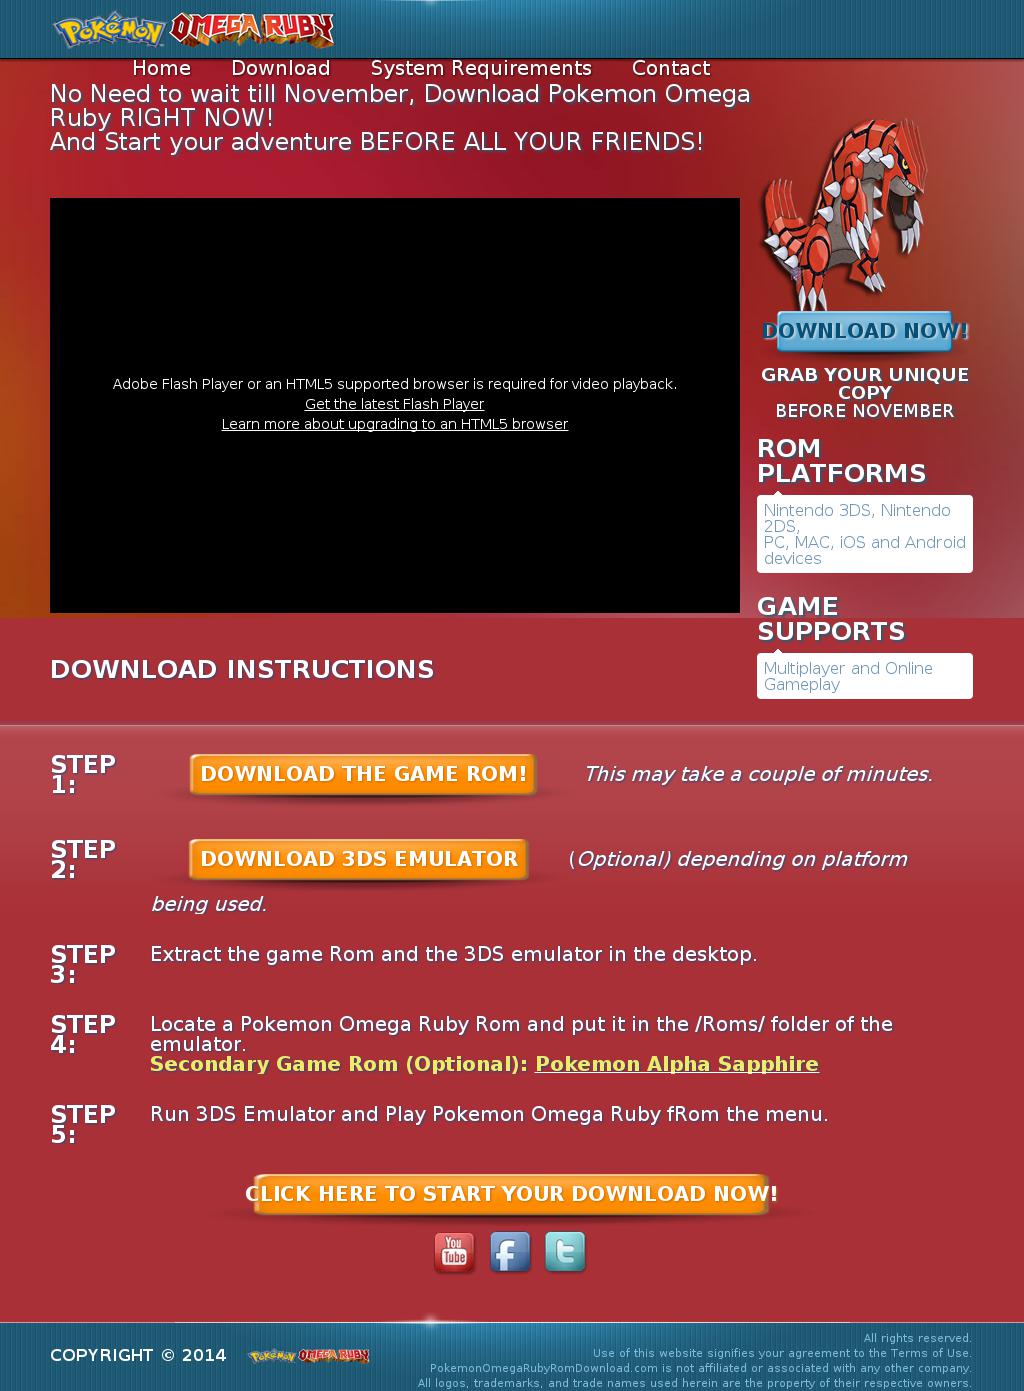 POKéMON OMEGA RUBY
Home Download System Requirements Contact
No Need to wait till November, Download Pokemon Omega
Ruby RIGHT NOW!
And Start your adventure BEFORE ALL YOUR FRIENDS!
Adobe Flash Player or an HTML5 supported browser is required for video playback.
Get the latest Flash Player
Learn more about upgrading to an HTML5 browser
DOWNLOAD NOW!
GRAB YOUR UNIQUE
COPY
BEFORE NOVEMBER
ROM
PLATFORMS
Nintendo 3DS, Nintendo
2DS,
PC, MAC, iOS and Android
devices
GAME
SUPPORTS
Multiplayer and Online
Gameplay
DOWNLOAD INSTRUCTIONS
STEP
1:
DOWNLOAD THE GAME ROM! This may take a couple of minutes.
STEP
2:
DOWNLOAD 3DS EMULATOR (Optional) depending on platform
being used.
STEP
3:
Extract the game Rom and the 3DS emulator in the desktop.
STEP
4:
Locate a Pokemon Omega Ruby Rom and put it in the /Roms/ folder of the
emulator.
Secondary Game Rom (Optional): Pokemon Alpha Sapphire
STEP
5:
Run 3DS Emulator and Play Pokemon Omega Ruby fRom the menu.
CLICK HERE TO START YOUR DOWNLOAD NOW!
You
Tube
f
t
COPYRIGHT © 2014 POKéMON OMEGA RUBY
All rights reserved.
Use of this website signifies your agreement to the Terms of Use.
PokemonOmegaRubyRomDownload.com is not affiliated or associated with any other company.
All logos, trademarks, and trade names used herein are the property of their respective owners.